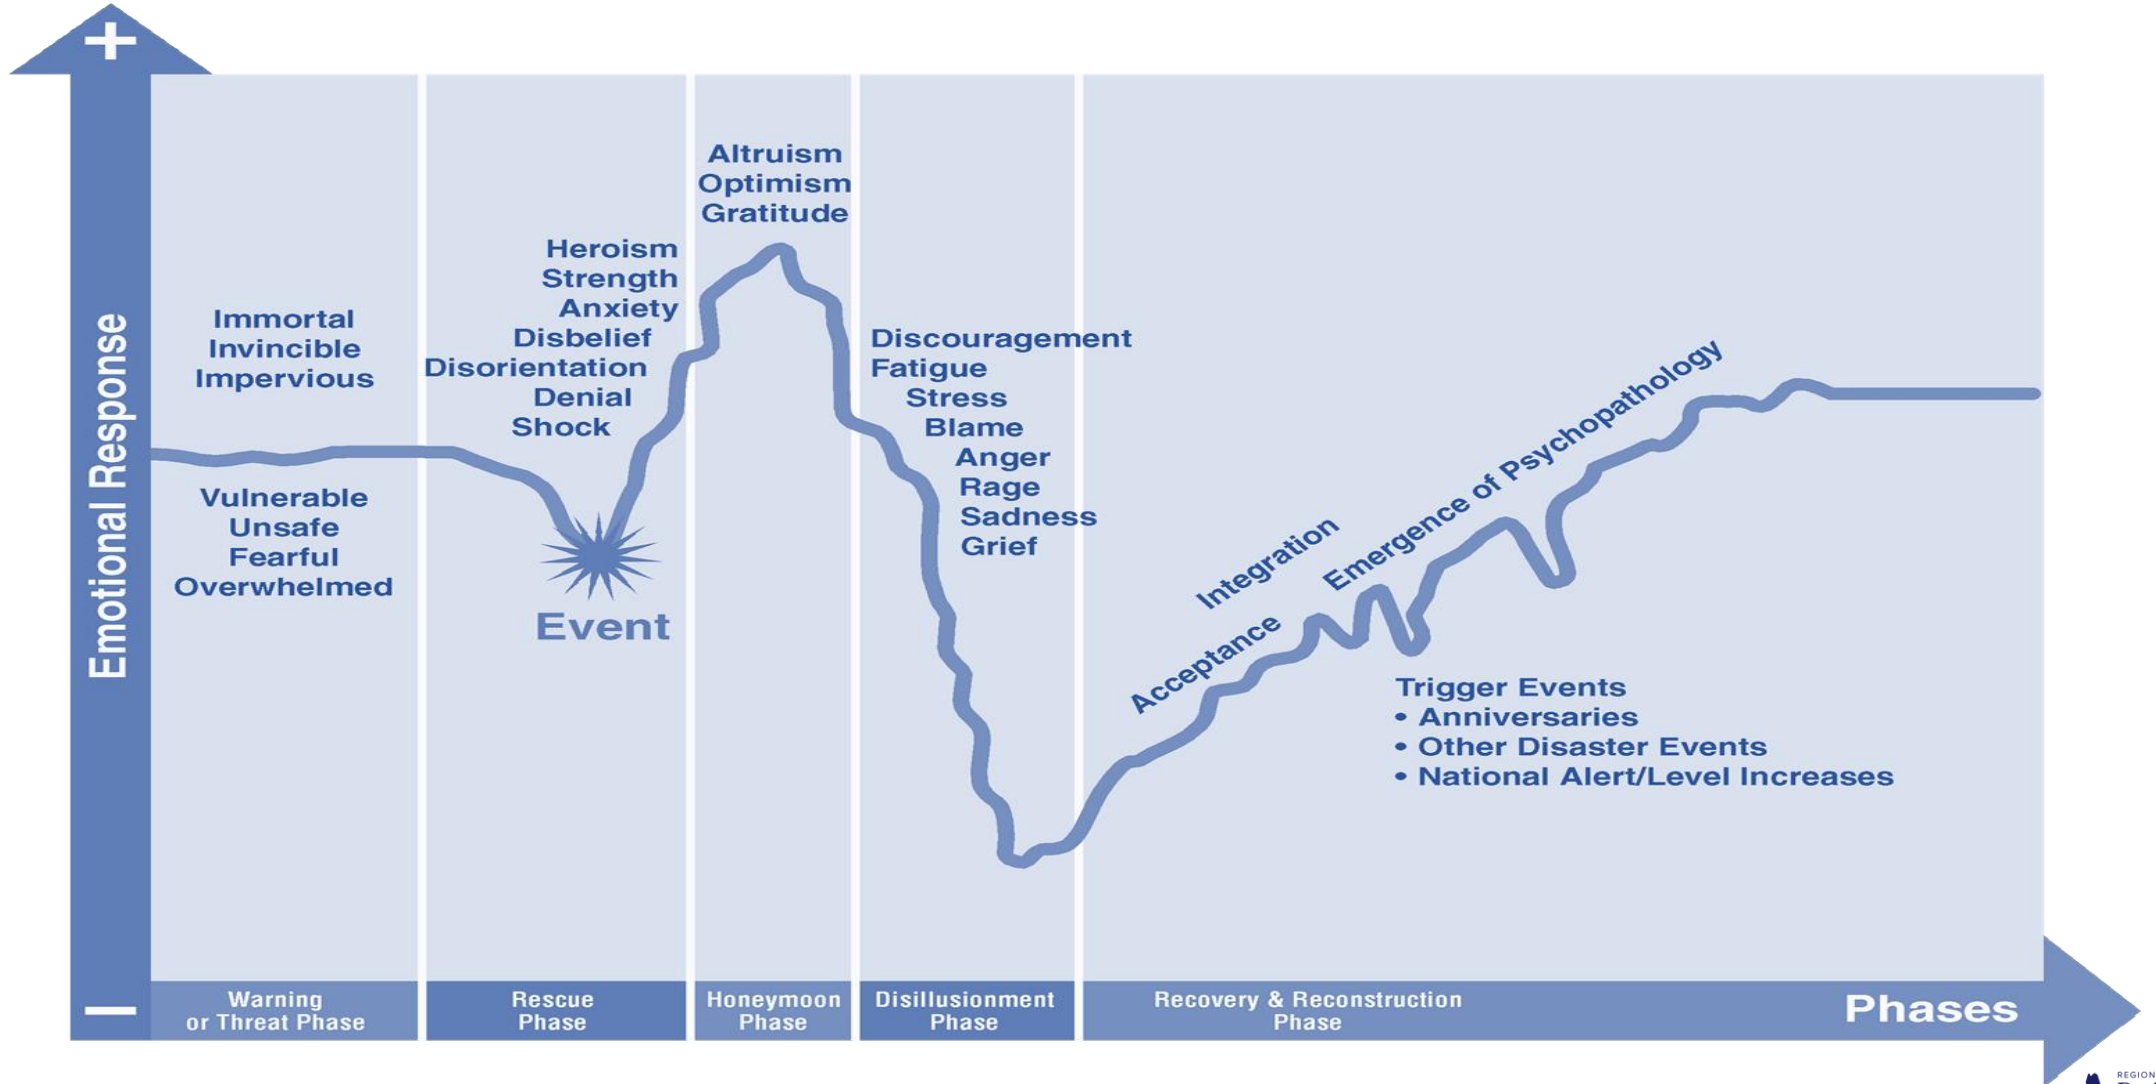 +
Emotional Response
–
Immortal
Invincible
Impervious
Vulnerable
Unsafe
Fearful
Overwhelmed
Heroism
Strength
Anxiety
Disbelief
Disorientation
Denial
Shock
Event
Altruism
Optimism
Gratitude
Discouragement
Fatigue
Stress
Blame
Anger
Rage
Sadness
Grief
Acceptance
Integration
Emergence of Psychopathology
Trigger Events
• Anniversaries
• Other Disaster Events
• National Alert/Level Increases
Warning
or Threat Phase
Rescue
Phase
Honeymoon
Phase
Disillusionment
Phase
Recovery & Reconstruction
Phase
Phases